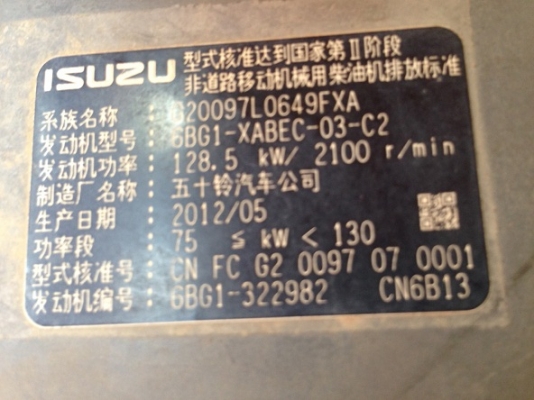 ISUZU
型式核准达到国家第II阶段
非道路移动机械用柴油机排放标准
系族名称 : G20097L0649FXA
发动机型号 : 6BG1-XABEC-03-C2
发动机功率 : 128.5 kW/ 2100 r/min
制造厂名称 : 五十铃汽车公司
生产日期 : 2012/05
功率段 : 75 ≤ kW < 130
型式核准号 : CN FC G2 0097 07 0001
发动机编号 : 6BG1-322982 CN6B13